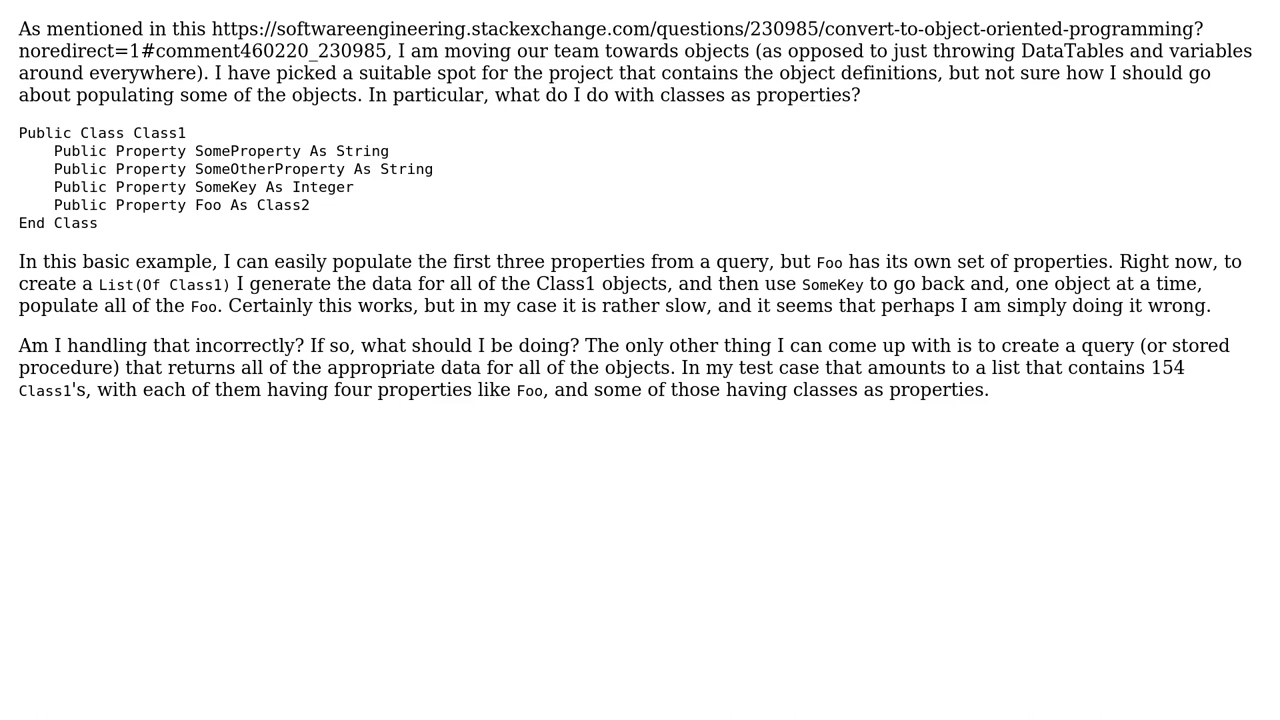 As mentioned in this https://softwareengineering.stackexchange.com/questions/230985/convert-to-object-oriented-programming?
noredirect=1#comment460220_230985, I am moving our team towards objects (as opposed to just throwing DataTables and variables
around everywhere). I have picked a suitable spot for the project that contains the object definitions, but not sure how I should go
about populating some of the objects. In particular, what do I do with classes as properties?
Public Class Class1
    Public Property SomeProperty As String
    Public Property SomeOtherProperty As String
    Public Property SomeKey As Integer
    Public Property Foo As Class2
End Class
In this basic example, I can easily populate the first three properties from a query, but Foo has its own set of properties. Right now, to
create a List(Of Class1) I generate the data for all of the Class1 objects, and then use SomeKey to go back and, one object at a time,
populate all of the Foo. Certainly this works, but in my case it is rather slow, and it seems that perhaps I am simply doing it wrong.
Am I handling that incorrectly? If so, what should I be doing? The only other thing I can come up with is to create a query (or stored
procedure) that returns all of the appropriate data for all of the objects. In my test case that amounts to a list that contains 154
Class1's, with each of them having four properties like Foo, and some of those having classes as properties.